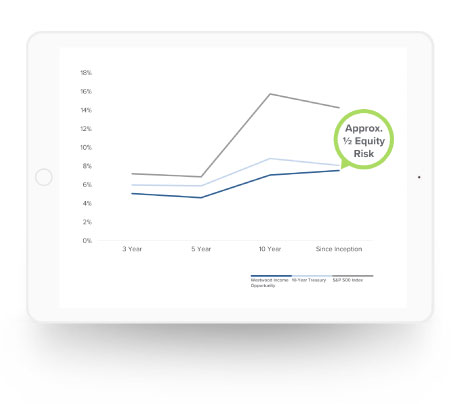 18%
16%
14%
12%
10%
8%
6%
4%
2%
0%
Approx.
½ Equity
Risk
3 Year
5 Year
10 Year
Since Inception
Westwood Income
Opportunity
10-Year Treasury
S&P 500 Index